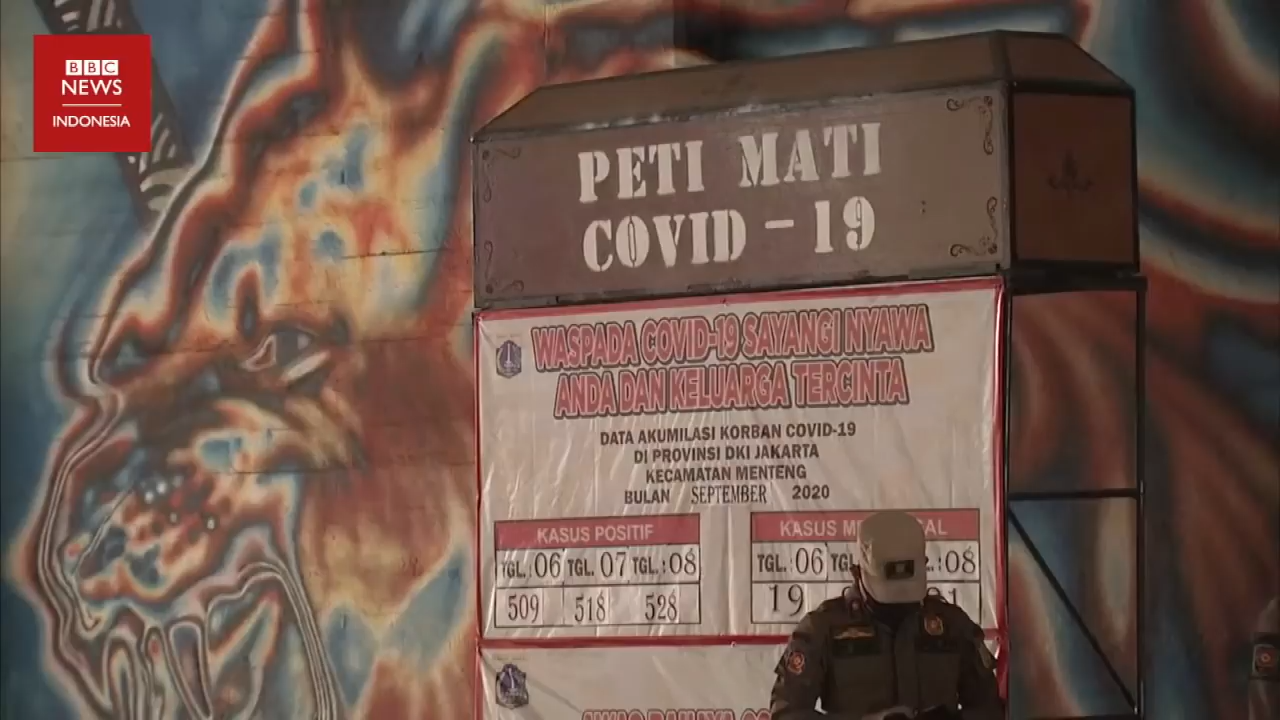 BBC
NEWS
INDONESIA
PETI MATI
COVID-19
WASPADA COVID-19 SAYANGI NYAWA
ANDA DAN KELUARGA TERCINTA
DATA AKUMILASI KORBAN COVID-19
DI PROVINSI DKI JAKARTA
KECAMATAN MENTENG
BULAN SEPTEMBER 2020
KASUS POSITIF
TGL.:06 TGL. 07 TGL.:08
509 518 528
KASUS
TGL.:06 :08
19